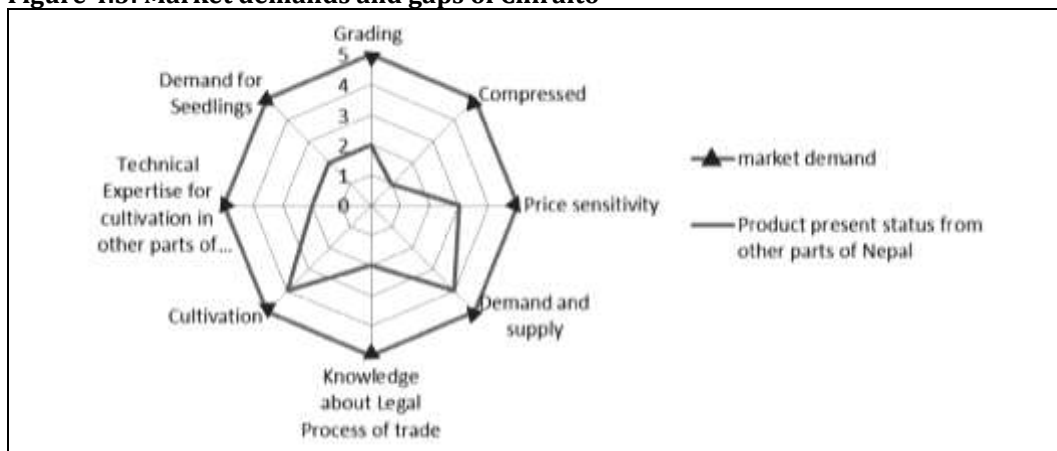 Grading
5
Demand for
Seedlings
4
Compressed
3
2
Technical
Expertise for
cultivation in
other parts of...
1
0
Price sensitivity
market demand
Product present status from
other parts of Nepal
Cultivation
Demand and
supply
Knowledge
about Legal
Process of trade